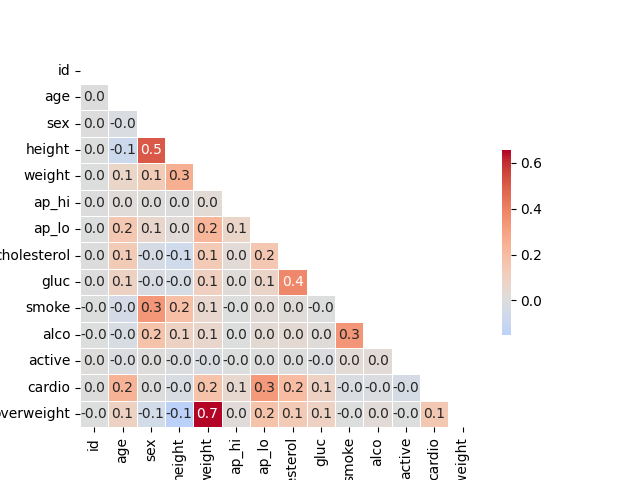 id
age 0.0
sex 0.0 -0.0
height 0.0 -0.1 0.5
weight 0.0 0.1 0.1 0.3
ap_hi 0.0 0.0 0.0 0.0 0.0
ap_lo 0.0 0.2 0.1 0.0 0.2 0.1
cholesterol 0.0 0.1 -0.0 -0.1 0.1 0.0 0.2
gluc 0.0 0.1 -0.0 -0.0 0.1 0.0 0.1 0.4
smoke -0.0 -0.0 0.3 0.2 0.1 -0.0 0.0 0.0 -0.0
alco -0.0 -0.0 0.2 0.1 0.1 0.0 0.0 0.0 0.0 0.3
active 0.0 -0.0 0.0 -0.0 -0.0 -0.0 0.0 0.0 -0.0 0.0 0.0
cardio 0.0 0.2 0.0 -0.0 0.2 0.1 0.3 0.2 0.1 -0.0 -0.0 -0.0
overweight -0.0 0.1 -0.1 -0.1 0.7 0.0 0.2 0.1 0.1 -0.0 0.0 -0.0 0.1
id age sex height weight ap_hi ap_lo esterol gluc smoke alco active cardio weight
0.6
0.4
0.2
0.0